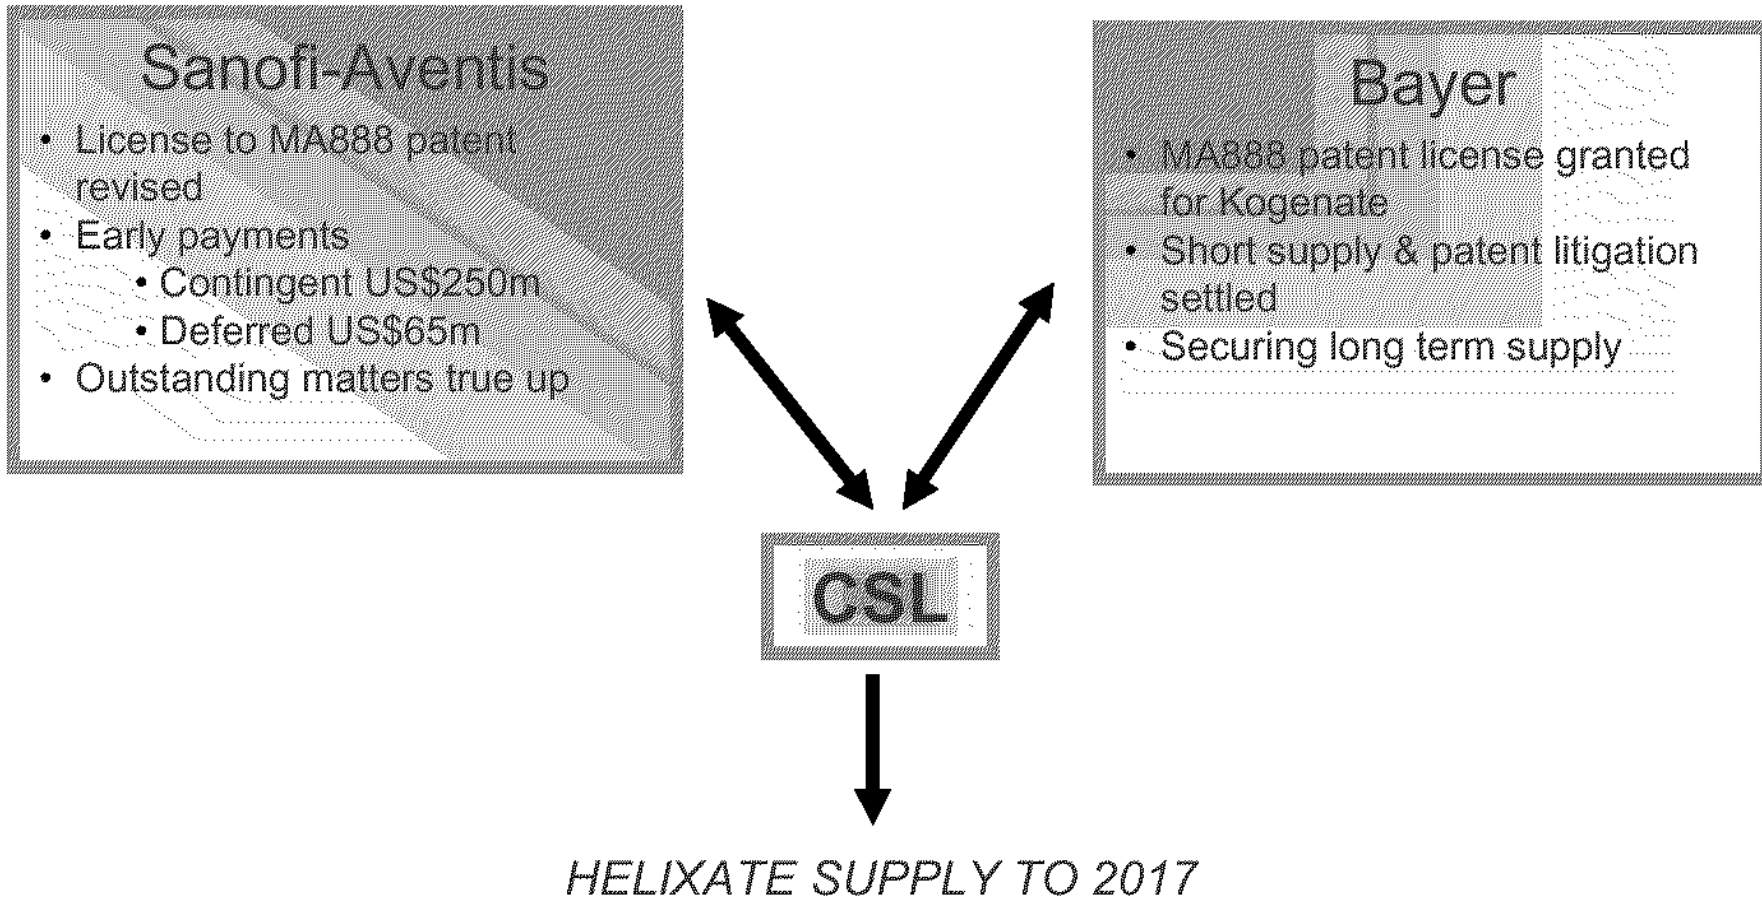 Sanofi-Aventis
• License to MA888 patent
revised
• Early payments
• Contingent US$250m
• Deferred US$65m
• Outstanding matters true up
Bayer
• MA888 patent license granted
for Kogenate
• Short supply & patent litigation
settled
• Securing long term supply
CSL
HELIXATE SUPPLY TO 2017